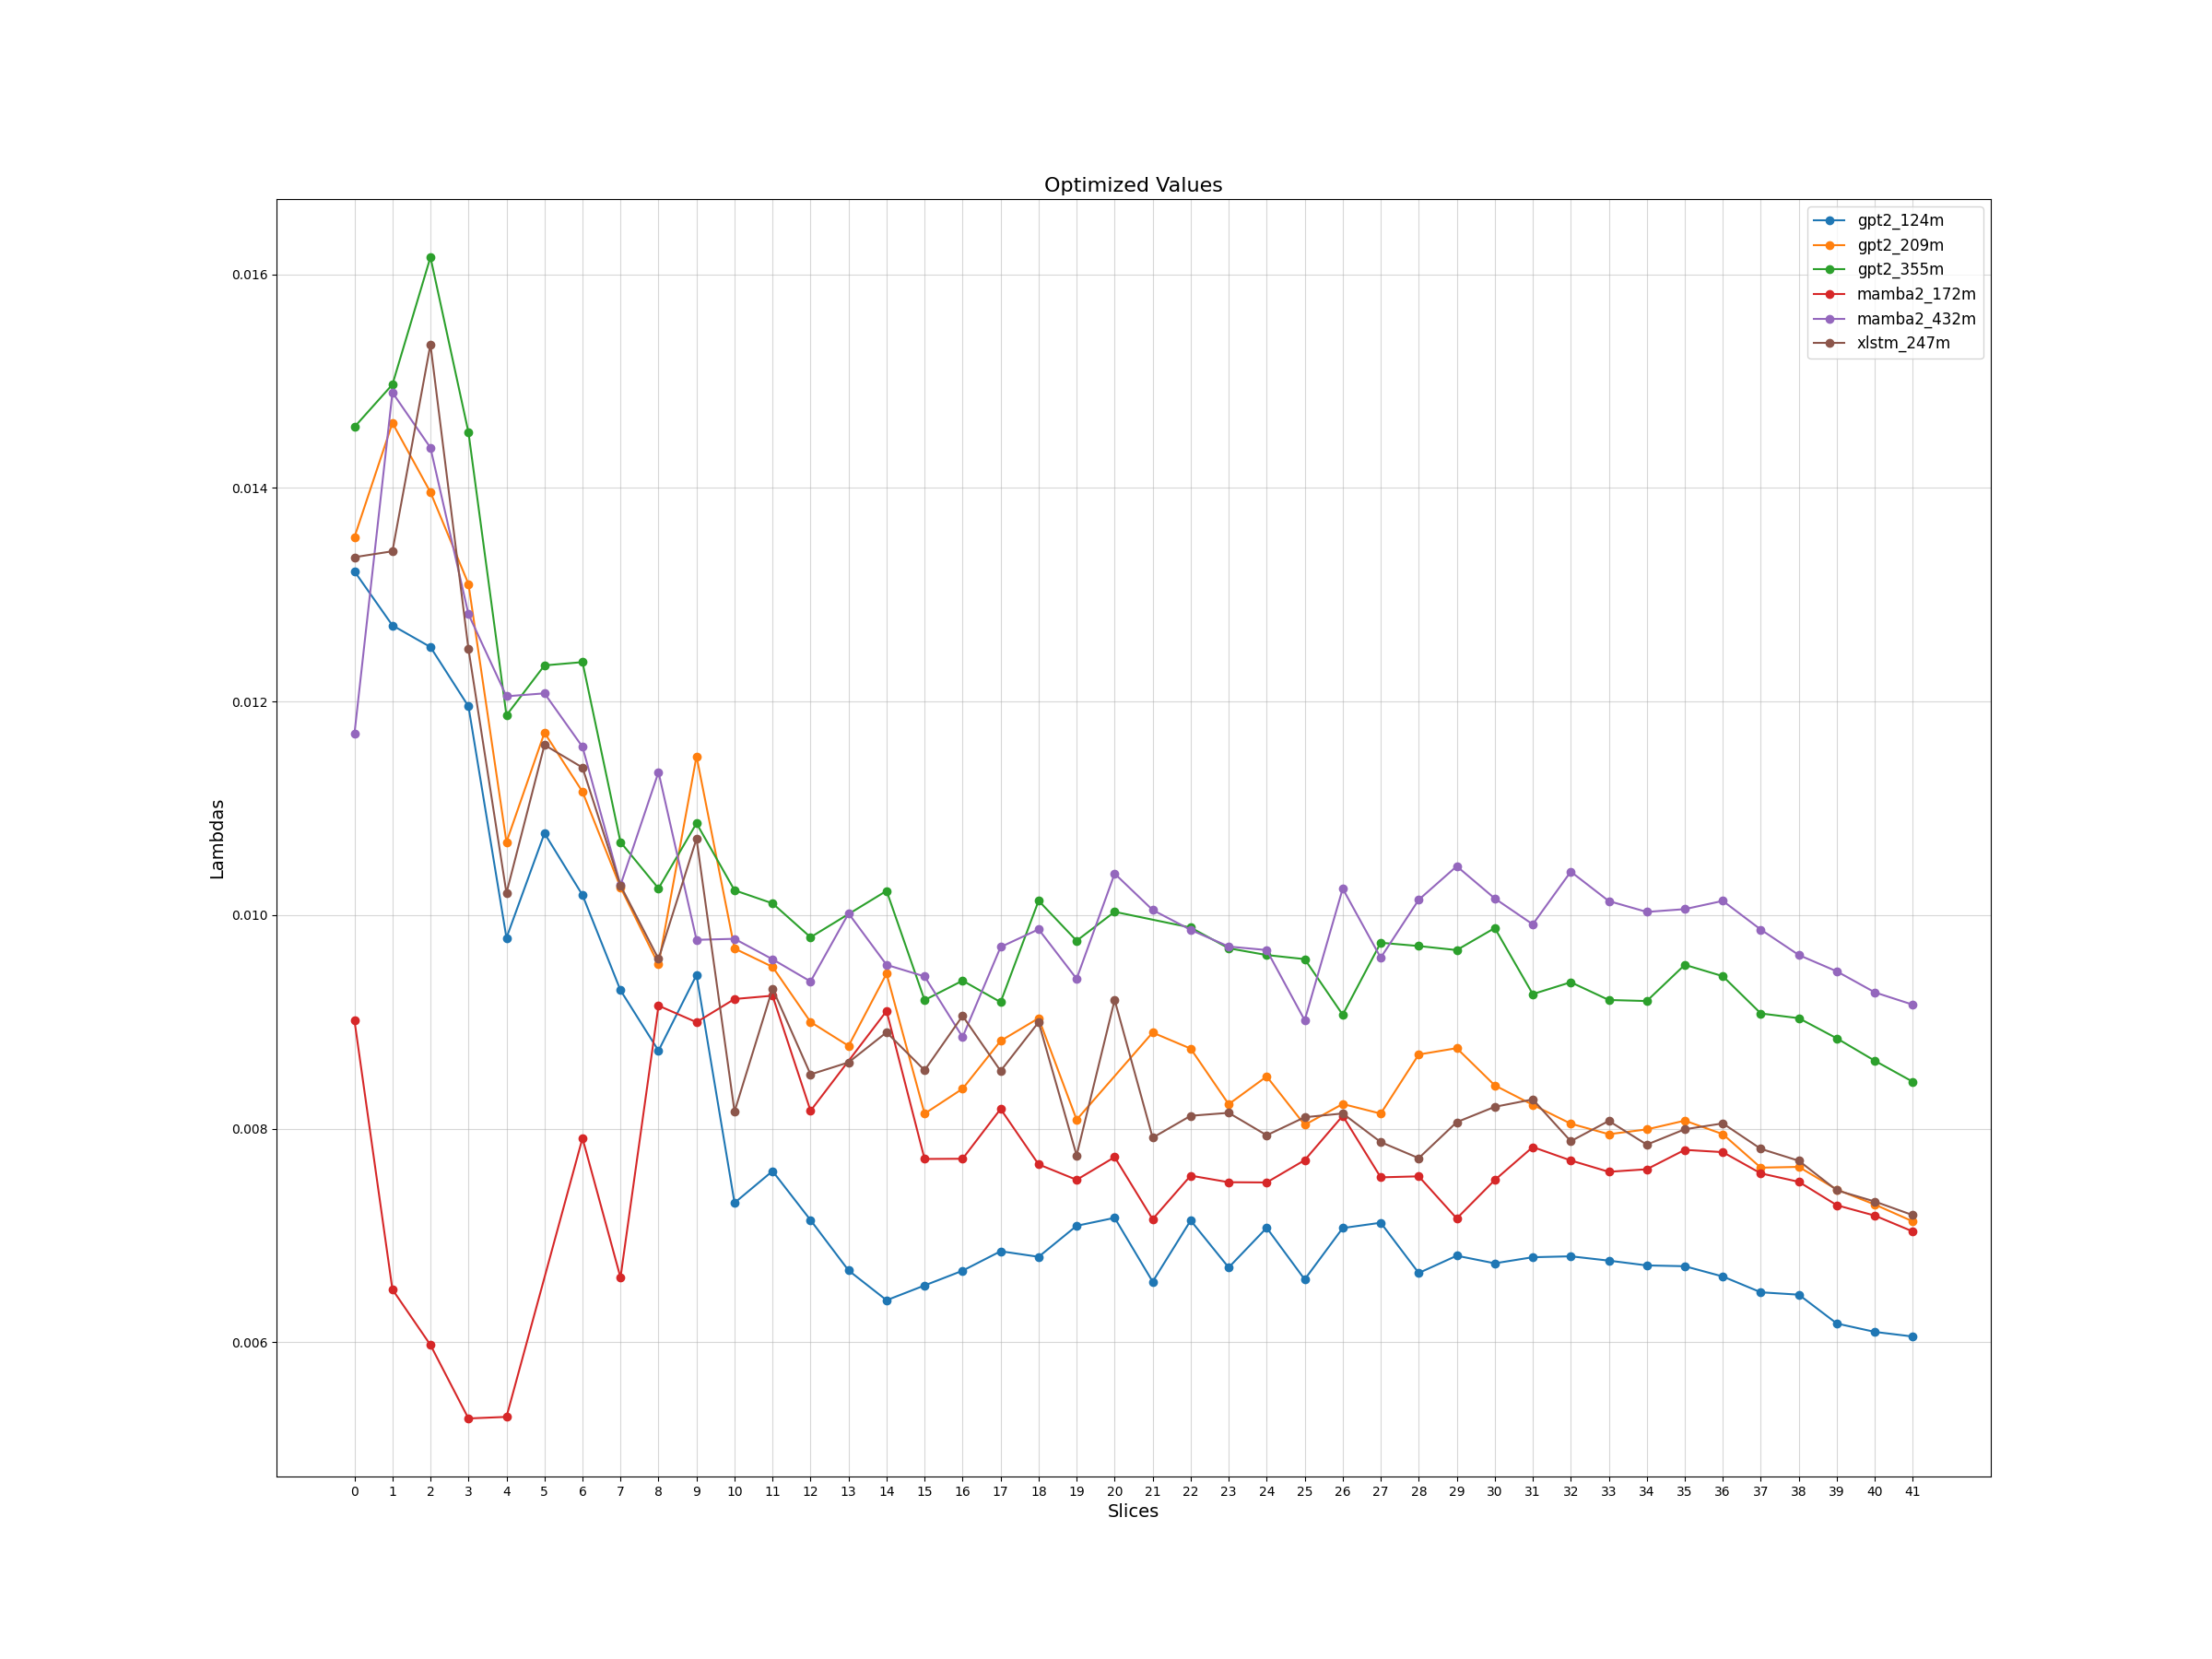 Optimized Values
gpt2_124m
gpt2_209m
gpt2_355m
mamba2_172m
mamba2_432m
xlstm_247m
0.016
0.014
0.012
0.010
0.008
0.006
Lambdas
0 1 2 3 4 5 6 7 8 9 10 11 12 13 14 15 16 17 18 19 20 21 22 23 24 25 26 27 28 29 30 31 32 33 34 35 36 37 38 39 40 41
Slices